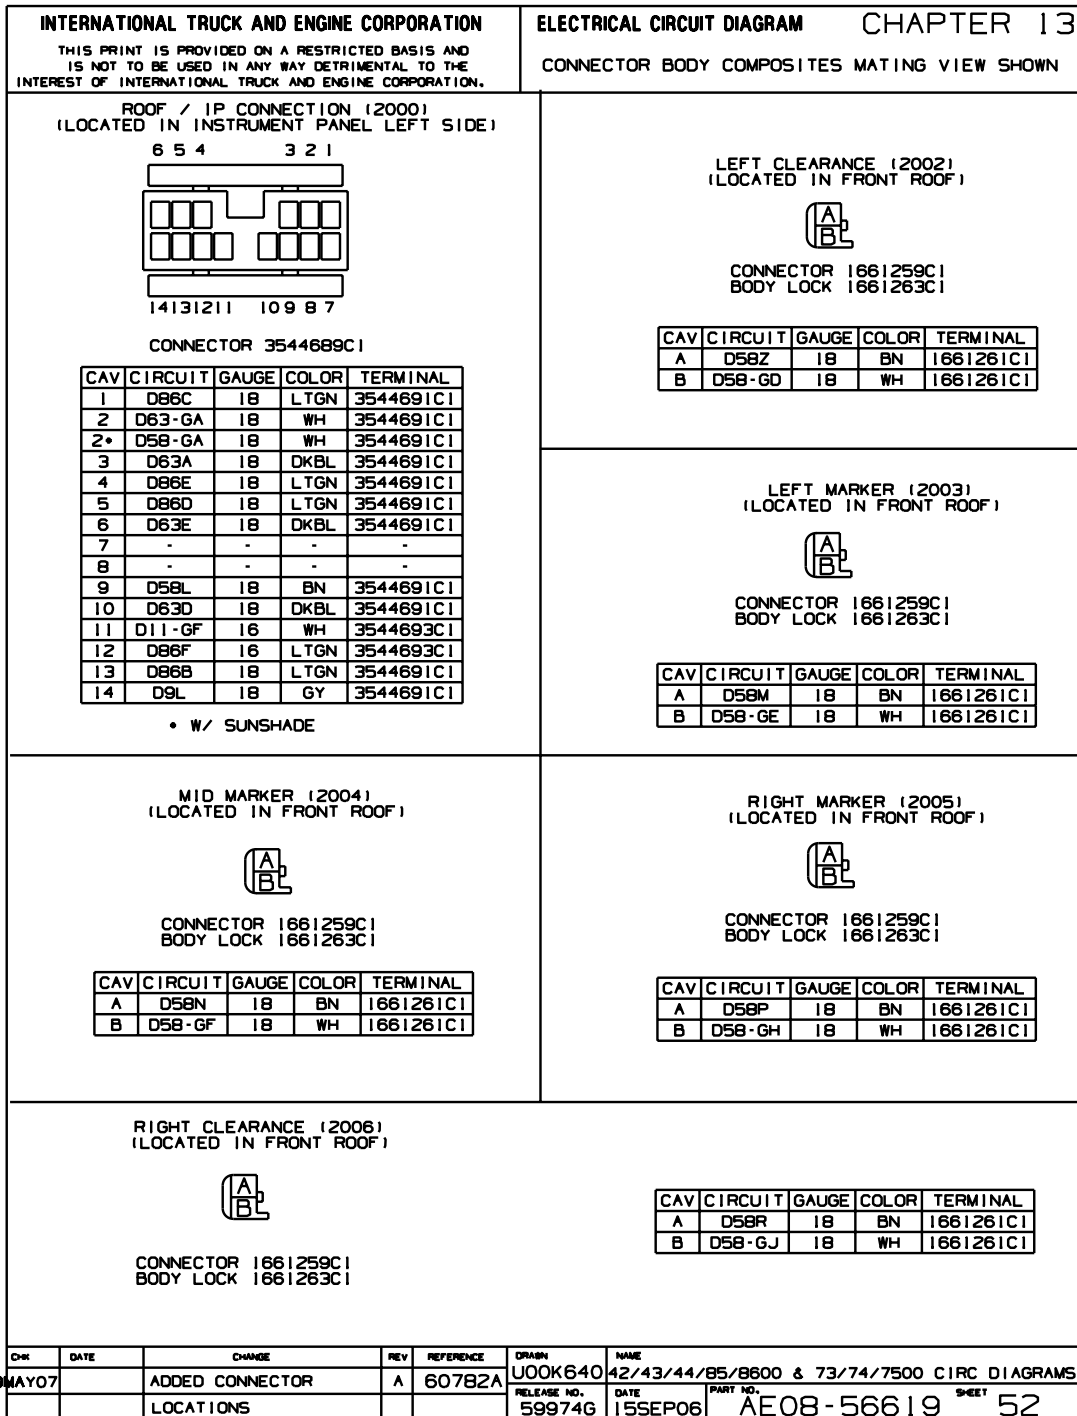 INTERNATIONAL TRUCK AND ENGINE CORPORATION
THIS PRINT IS PROVIDED ON A RESTRICTED BASIS AND
IS NOT TO BE USED IN ANY WAY DETRIMENTAL TO THE
INTEREST OF INTERNATIONAL TRUCK AND ENGINE CORPORATION.
ELECTRICAL CIRCUIT DIAGRAM CHAPTER 13
CONNECTOR BODY COMPOSITES MATING VIEW SHOWN
ROOF / IP CONNECTION (2000)
(LOCATED IN INSTRUMENT PANEL LEFT SIDE)
6 5 4 3 2 1
14131211 109 8 7
CONNECTOR 3544689C1
CAV CIRCUIT GAUGE COLOR TERMINAL
1 D86C 18 LTGN 3544691C1
2 D63-GA 18 WH 3544691C1
2• D58-GA 18 WH 3544691C1
3 D63A 18 DKBL 3544691C1
4 D86E 18 LTGN 3544691C1
5 D86D 18 LTGN 3544691C1
6 D63E 18 DKBL 3544691C1
7 - - - -
8 - - - -
9 D58L 18 BN 3544691C1
10 D63D 18 DKBL 3544691C1
11 D11-GF 16 WH 3544693C1
12 D86F 16 LTGN 3544693C1
13 D86B 18 LTGN 3544691C1
14 D9L 18 GY 3544691C1
• W/ SUNSHADE
LEFT CLEARANCE (2002)
(LOCATED IN FRONT ROOF)
A
B
CONNECTOR 1661259C1
BODY LOCK 1661263C1
CAV CIRCUIT GAUGE COLOR TERMINAL
A D58Z 18 BN 1661261C1
B D58-GD 18 WH 1661261C1
LEFT MARKER (2003)
(LOCATED IN FRONT ROOF)
A
B
CONNECTOR 1661259C1
BODY LOCK 1661263C1
CAV CIRCUIT GAUGE COLOR TERMINAL
A D58M 18 BN 1661261C1
B D58-GE 18 WH 1661261C1
MID MARKER (2004)
(LOCATED IN FRONT ROOF)
A
B
CONNECTOR 1661259C1
BODY LOCK 1661263C1
CAV CIRCUIT GAUGE COLOR TERMINAL
A D58N 18 BN 1661261C1
B D58-GF 18 WH 1661261C1
RIGHT MARKER (2005)
(LOCATED IN FRONT ROOF)
A
B
CONNECTOR 1661259C1
BODY LOCK 1661263C1
CAV CIRCUIT GAUGE COLOR TERMINAL
A D58P 18 BN 1661261C1
B D58-GH 18 WH 1661261C1
RIGHT CLEARANCE (2006)
(LOCATED IN FRONT ROOF)
A
B
CONNECTOR 1661259C1
BODY LOCK 1661263C1
CAV CIRCUIT GAUGE COLOR TERMINAL
A D58R 18 BN 1661261C1
B D58-GJ 18 WH 1661261C1
CHK DATE CHANGE REV REFERENCE
MAY07 ADDED CONNECTOR A 60782A
LOCATIONS
DRAWN NAME
U00K640 42/43/44/85/8600 & 73/74/7500 CIRC DIAGRAMS
RELEASE NO. DATE PART NO. SHEET
59974G 15SEP06 AE08-56619 52